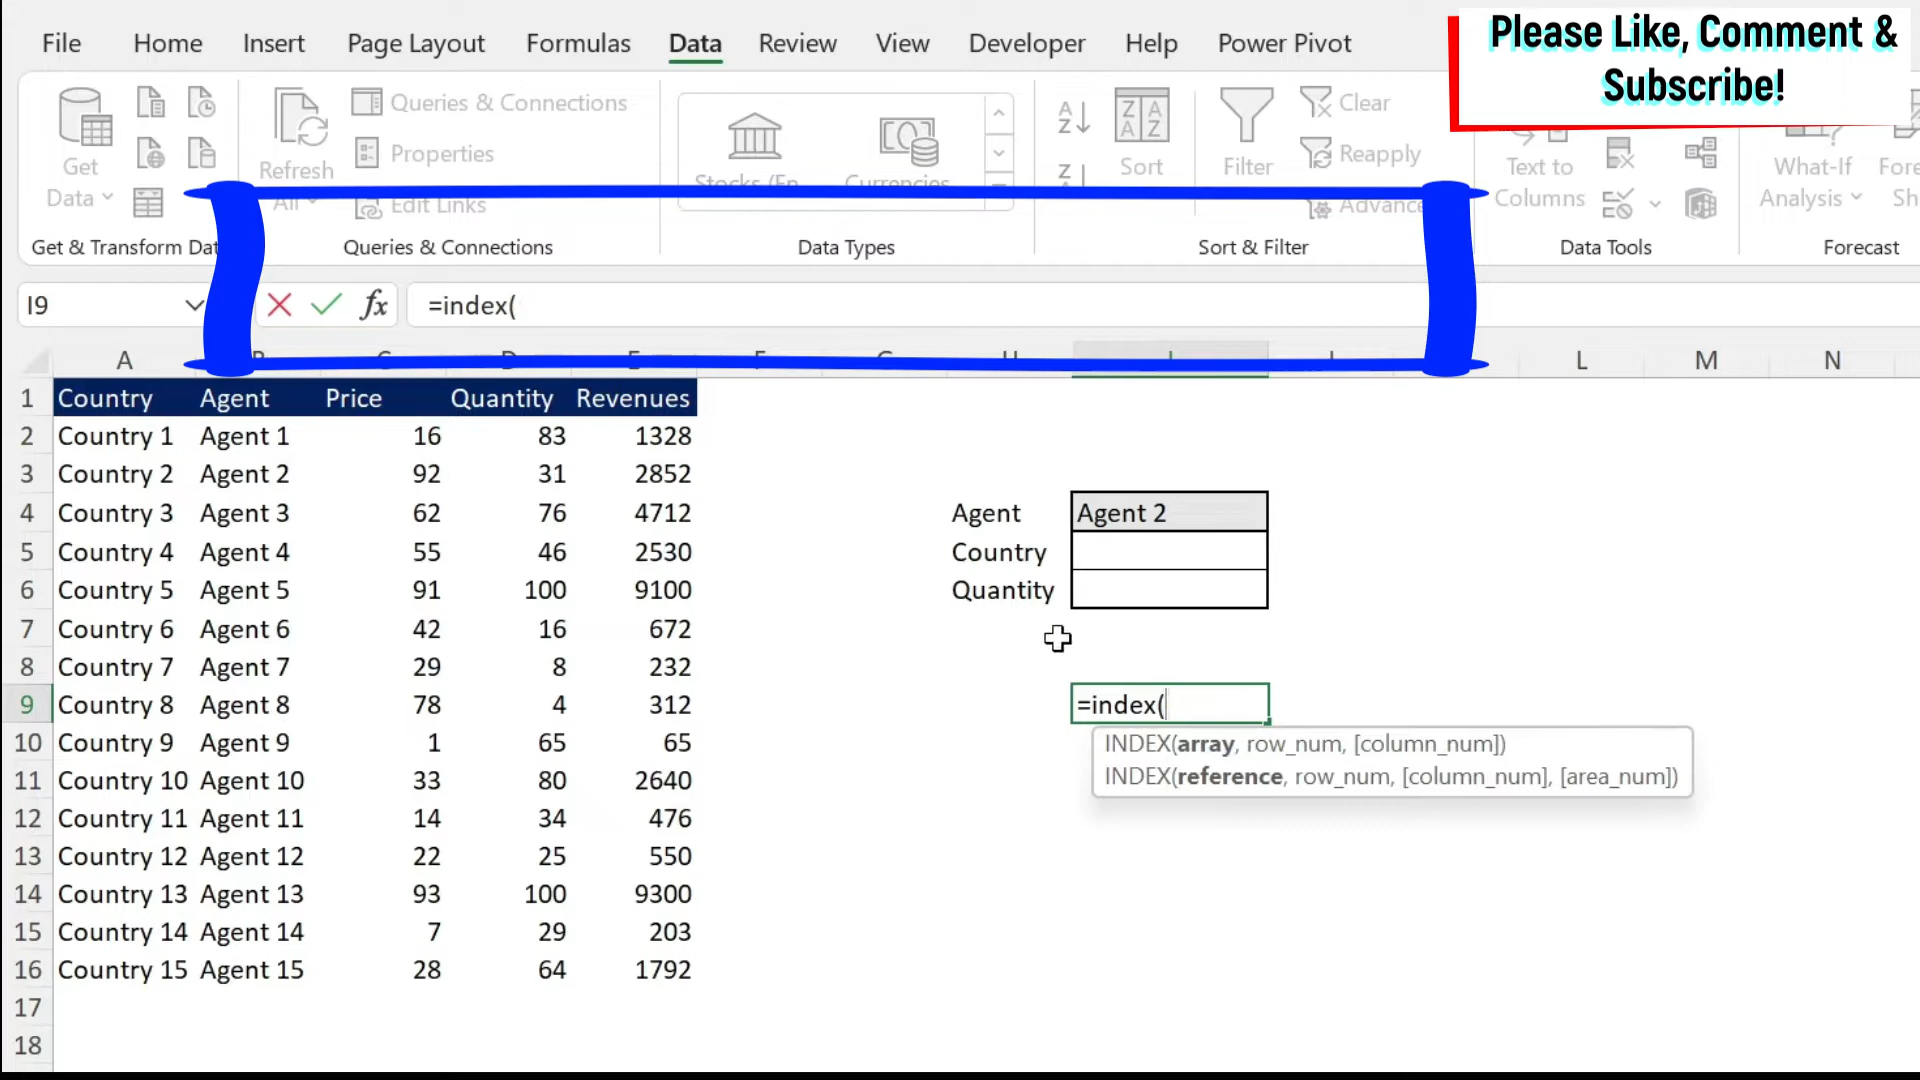 File Home Insert Page Layout Formulas Data Review View Developer Help Power Pivot
Please Like, Comment &
Subscribe!
Get
Data
Refresh
All
Queries & Connections
Properties
Edit Links
Currencies
Sort
Filter
Clear
Reapply
Text to
Columns
What-If
Analysis
Queries & Connections
Data Types
Sort & Filter
Data Tools
Forecast
I9
fx
=index(
A L M N
1 Country Agent Price Quantity Revenues
2 Country 1 Agent 1 16 83 1328
3 Country 2 Agent 2 92 31 2852
4 Country 3 Agent 3 62 76 4712 Agent Agent 2
5 Country 4 Agent 4 55 46 2530 Country
6 Country 5 Agent 5 91 100 9100 Quantity
7 Country 6 Agent 6 42 16 672
8 Country 7 Agent 7 29 8 232
9 Country 8 Agent 8 78 4 312 =index(
10 Country 9 Agent 9 1 65 65 INDEX(array, row_num, [column_num])
INDEX(reference, row_num, [column_num], [area_num])
11 Country 10 Agent 10 33 80 2640
12 Country 11 Agent 11 14 34 476
13 Country 12 Agent 12 22 25 550
14 Country 13 Agent 13 93 100 9300
15 Country 14 Agent 14 7 29 203
16 Country 15 Agent 15 28 64 1792
17
18